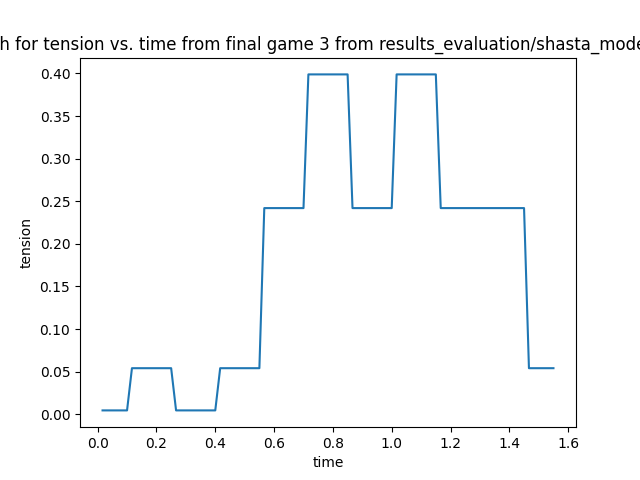 h for tension vs. time from final game 3 from results_evaluation/shasta_mode
0.40
0.35
0.30
0.25
0.20
0.15
0.10
0.05
0.00
tension
0.0 0.2 0.4 0.6 0.8 1.0 1.2 1.4 1.6
time